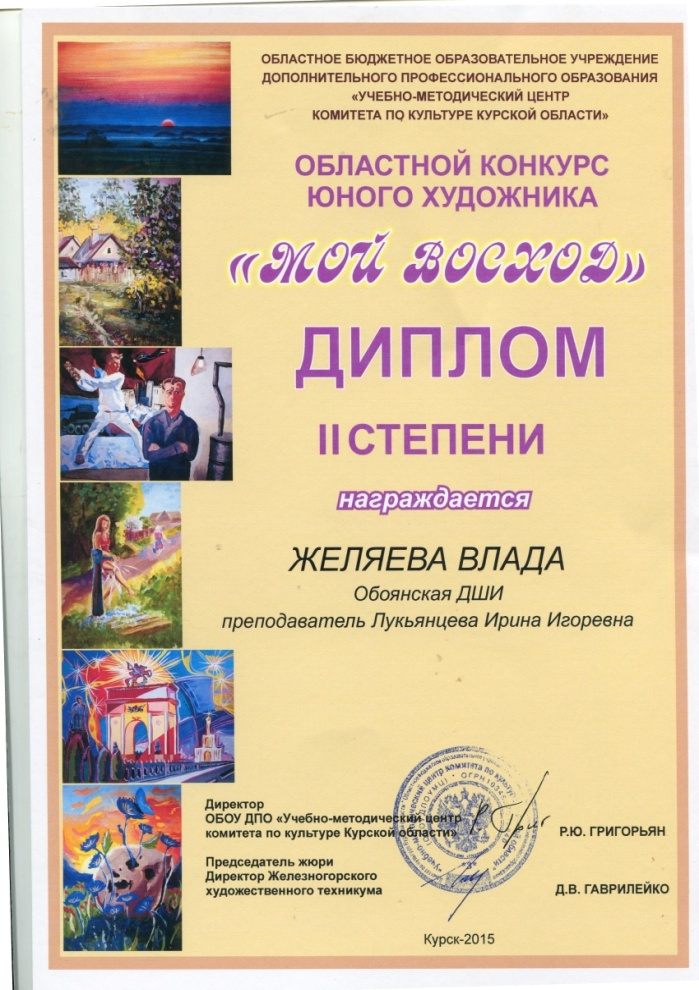 ОБЛАСТНОЕ БЮДЖЕТНОЕ ОБРАЗОВАТЕЛЬНОЕ УЧРЕЖДЕНИЕ
ДОПОЛНИТЕЛЬНОГО ПРОФЕССИОНАЛЬНОГО ОБРАЗОВАНИЯ
«УЧЕБНО-МЕТОДИЧЕСКИЙ ЦЕНТР
КОМИТЕТА ПО КУЛЬТУРЕ КУРСКОЙ ОБЛАСТИ»
ОБЛАСТНОЙ КОНКУРС
ЮНОГО ХУДОЖНИКА
«МОЙ ВОСХОД»
ДИПЛОМ
II СТЕПЕНИ
награждается
ЖЕЛЯЕВА ВЛАДА
Обоянская ДШИ
преподаватель Лукьянцева Ирина Игоревна
Директор
ОБОУ ДПО «Учебно-методический центр
комитета по культуре Курской области»
Р.Ю. ГРИГОРЬЯН
Председатель жюри
Директор Железногорского
художественного техникума
Д.В. ГАВРИЛЕЙКО
Курск-2015